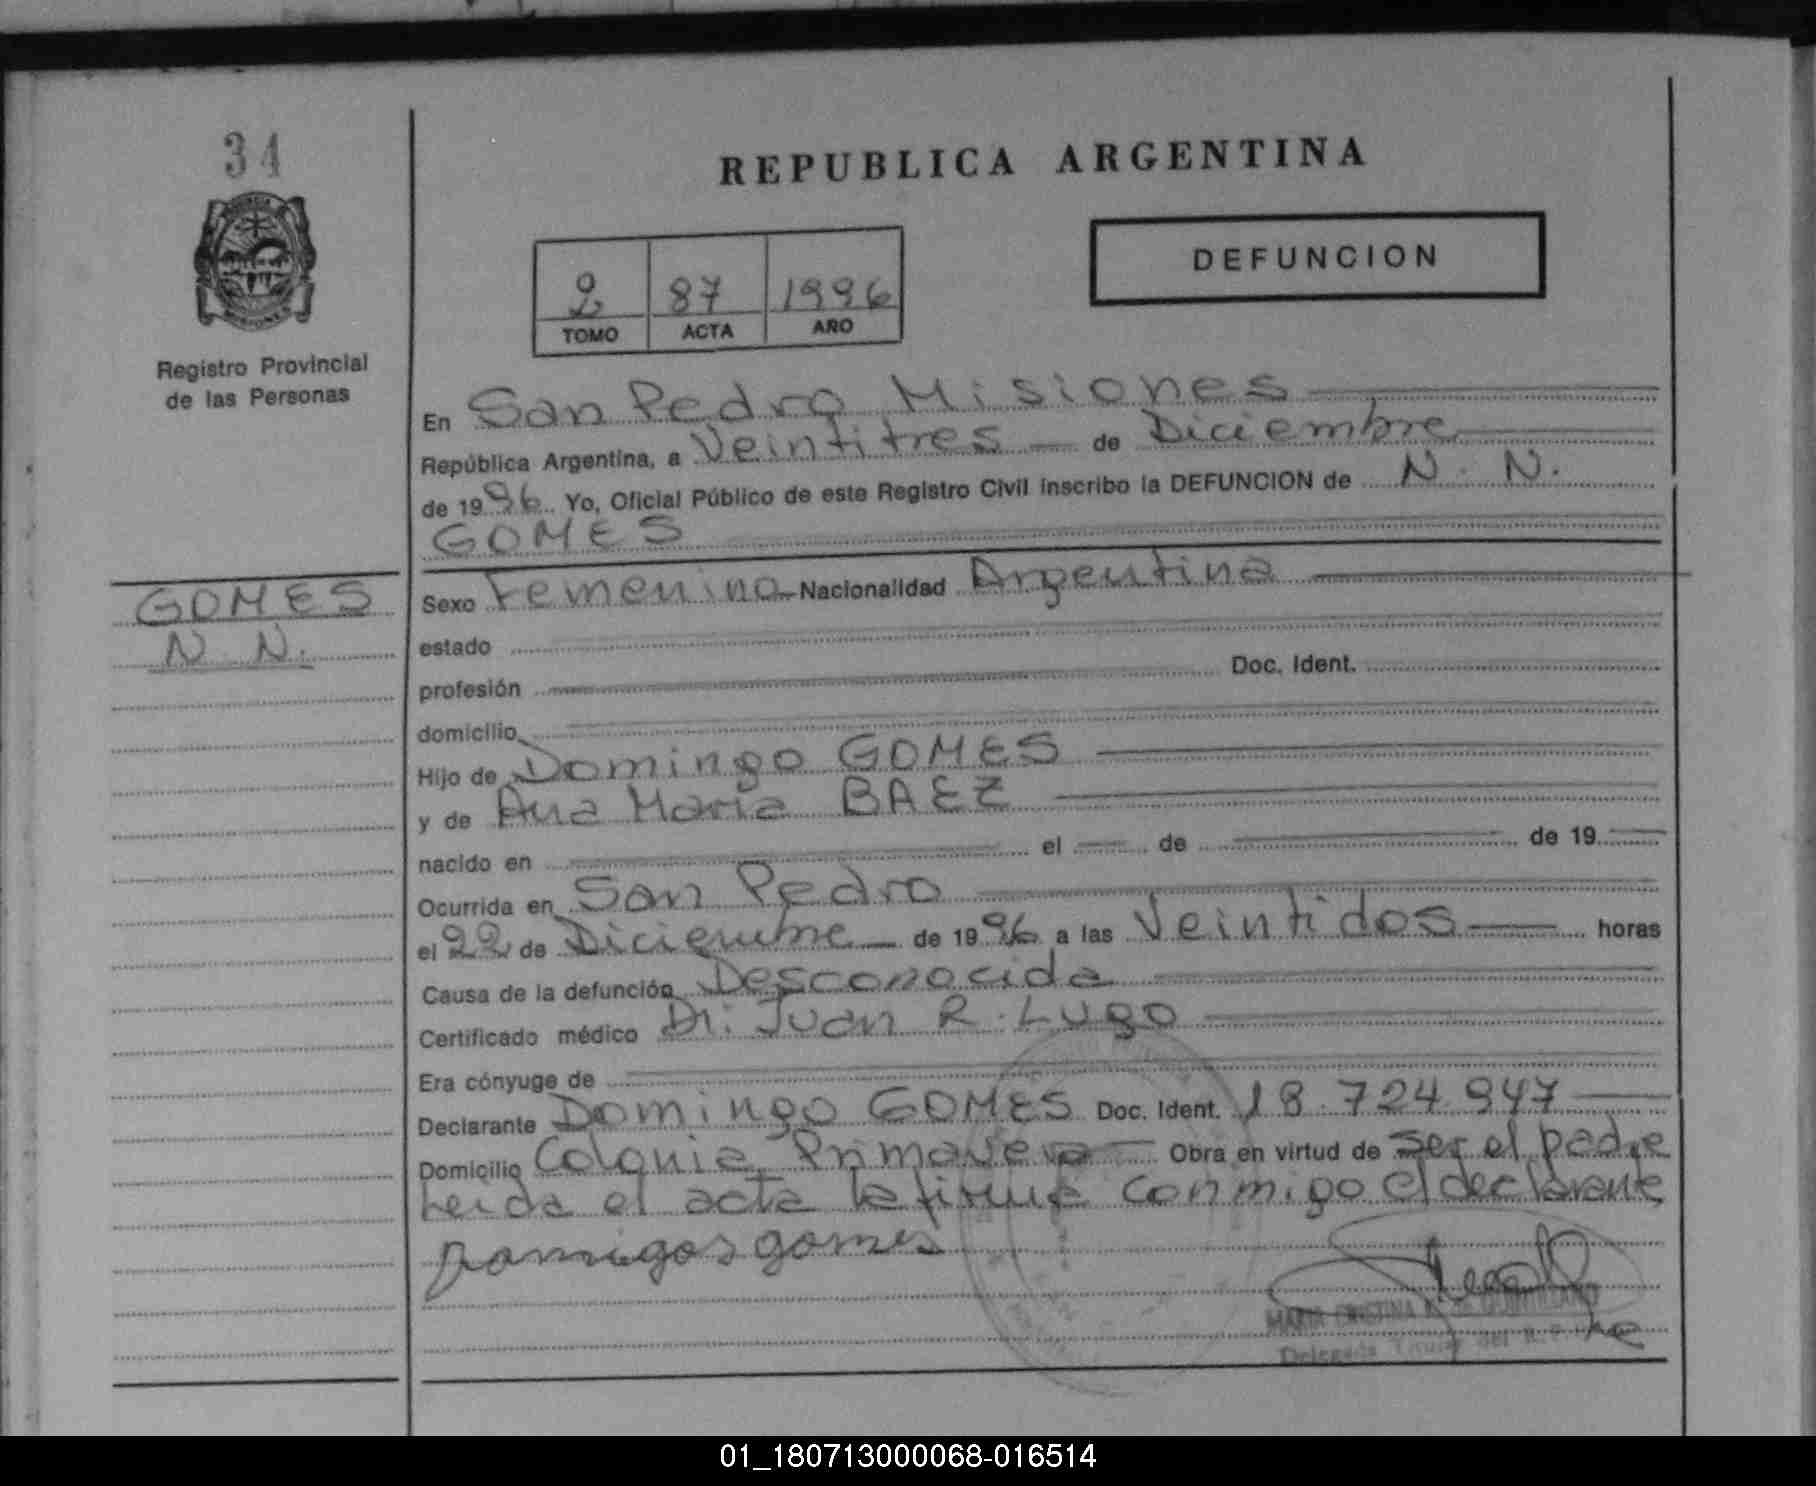 34
Registro Provincial
de las Personas
GOMES
N. N.
REPUBLICA ARGENTINA
2 87 1996
TOMO ACTA AÑO
DEFUNCION
En San Pedro Misiones
República Argentina, a Veintitres de Diciembre
de 1996. Yo, Oficial Público de este Registro Civil inscribo la DEFUNCION de N. N.
GOMES
Sexo Femenino Nacionalidad Argentina
estado
profesión Doc. Ident.
domicilio
Hijo de Domingo GOMES
y de Ana Maria BAEZ
nacido en el de de 19
Ocurrida en San Pedro
el 22 de Diciembre de 1996 a las Veintidos horas
Causa de la defunción Desconocida
Certificado médico Dr. Juan R. Lugo
Era cónyuge de
Declarante Domingo GOMES Doc. Ident. 18.724.947
Domicilio Colonia Primavera Obra en virtud de ser el padre
Leida el acta la firma conmigo el declarante
gomes
MARIA CRISTINA
Delegada Titular del
01_180713000068-016514